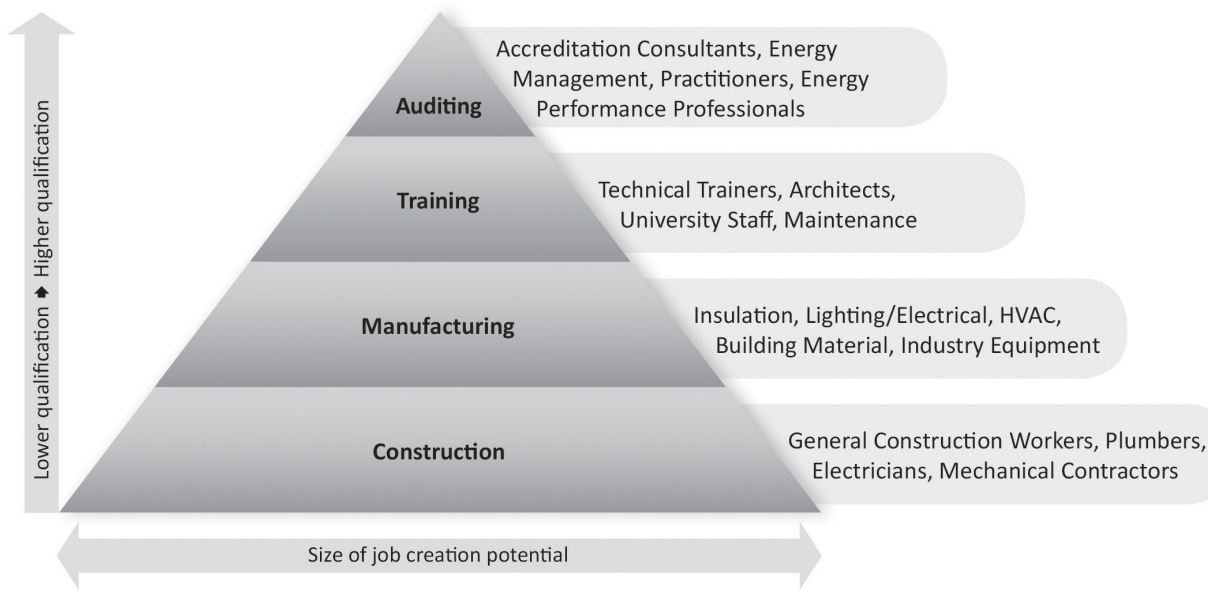 Accreditation Consultants, Energy
Management, Practitioners, Energy
Performance Professionals
Auditing
Technical Trainers, Architects,
University Staff, Maintenance
Training
Insulation, Lighting/Electrical, HVAC,
Building Material, Industry Equipment
Manufacturing
General Construction Workers, Plumbers,
Electricians, Mechanical Contractors
Construction
Lower qualification ➧ Higher qualification
Size of job creation potential